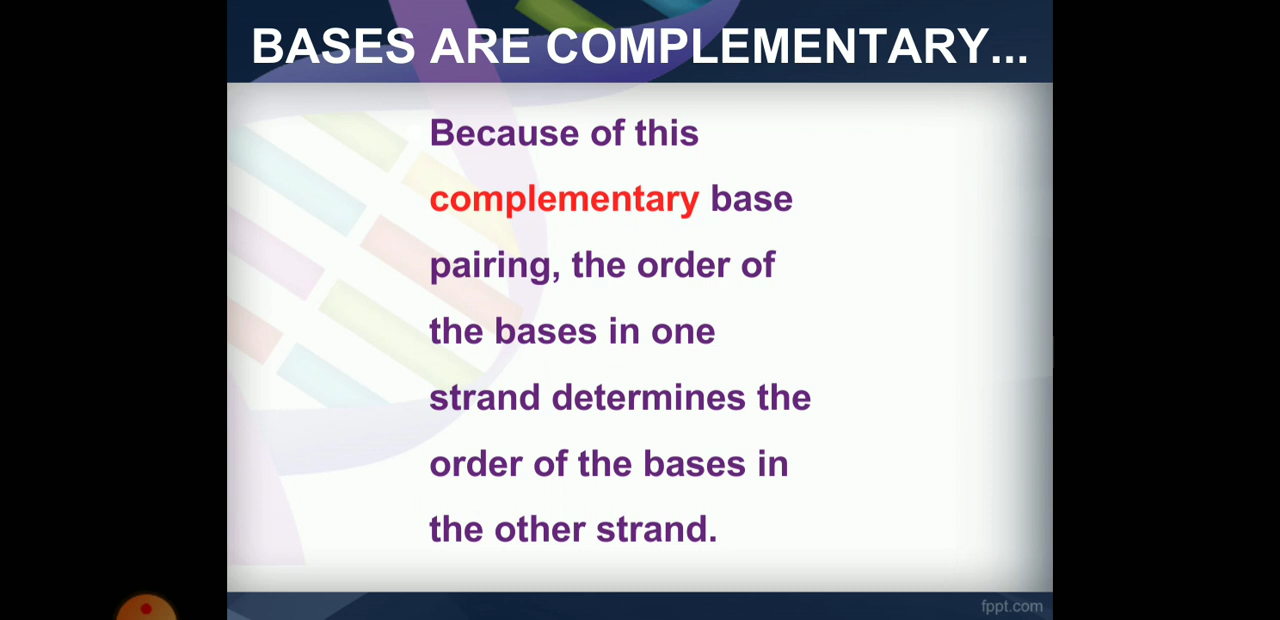 BASES ARE COMPLEMENTARY...
Because of this
complementary base
pairing, the order of
the bases in one
strand determines the
order of the bases in
the other strand.
fppt.com